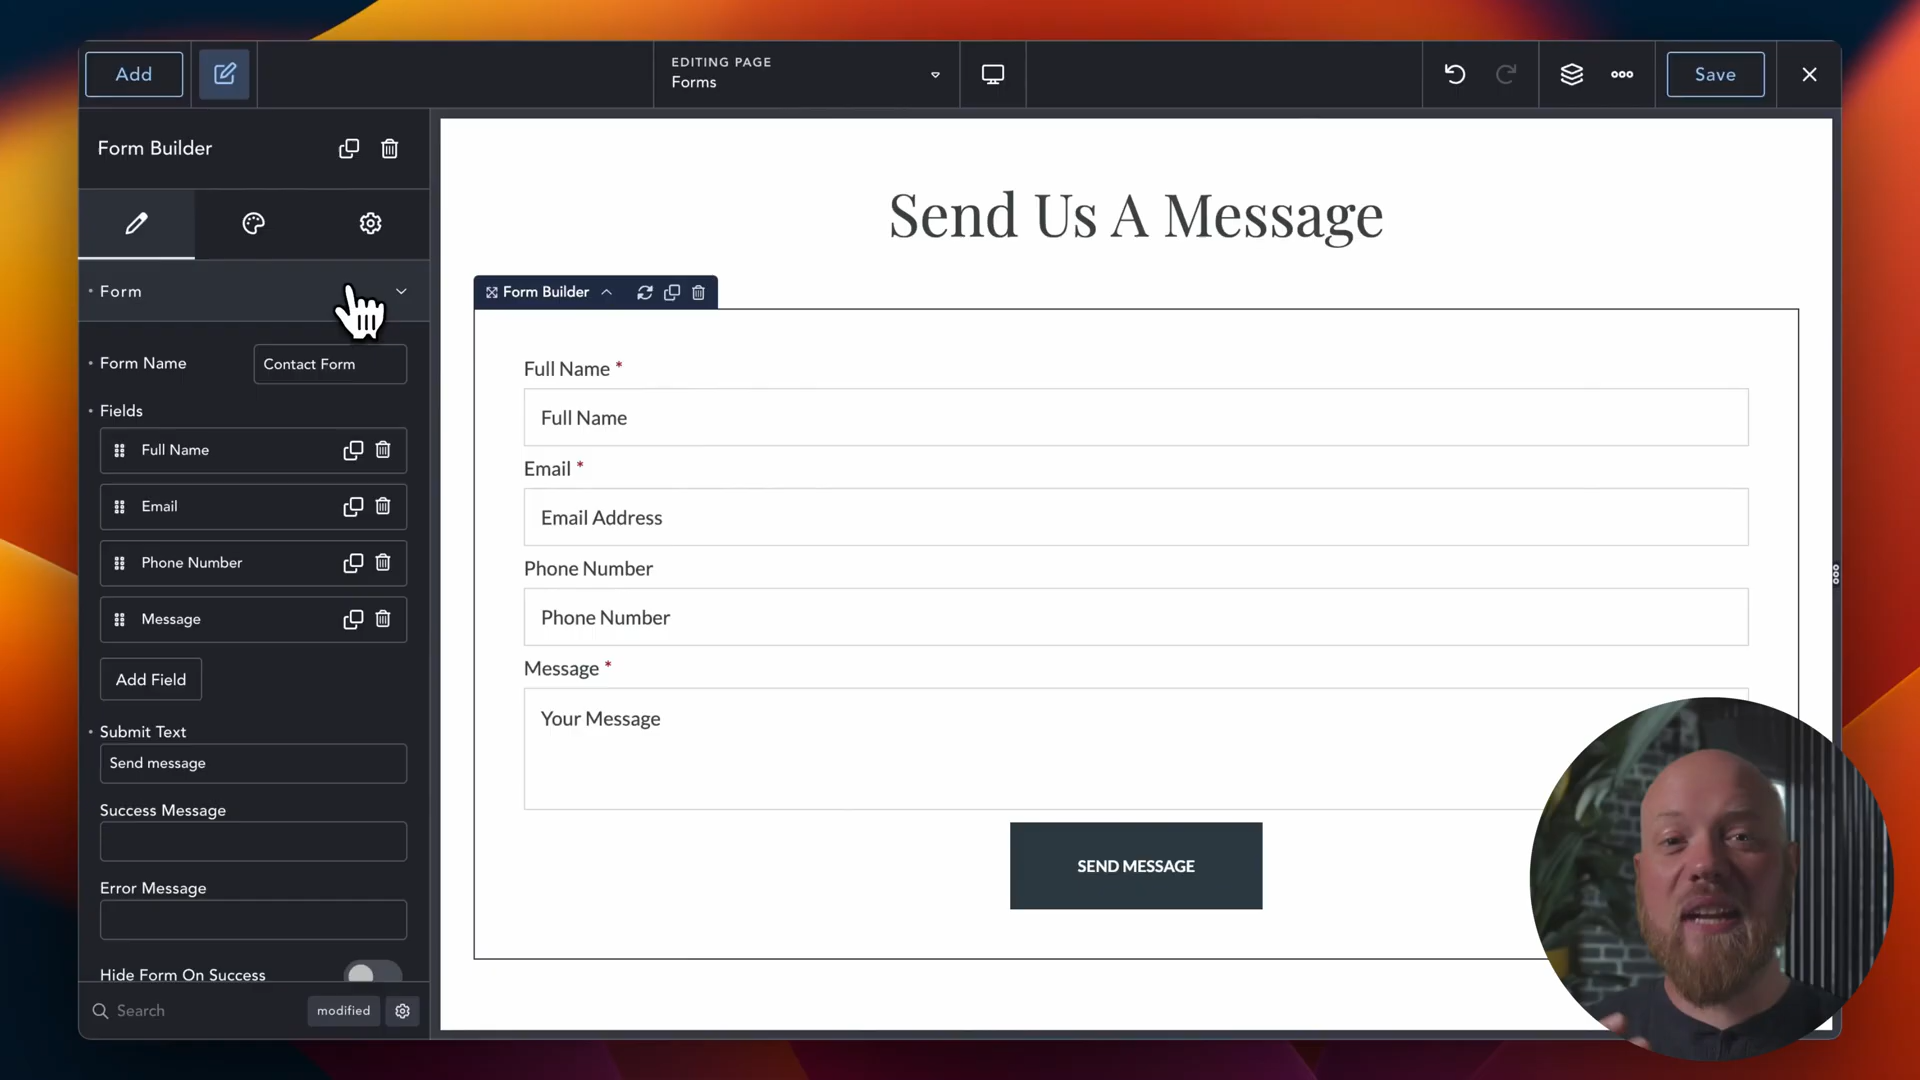 Add
EDITING PAGE
Forms
Save
Form Builder
Form
Form Name
Contact Form
Fields
Full Name
Email
Phone Number
Message
Add Field
Submit Text
Send message
Success Message
Error Message
Hide Form On Success
Search
modified
Send Us A Message
Form Builder
Full Name *
Full Name
Email *
Email Address
Phone Number
Phone Number
Message *
Your Message
SEND MESSAGE